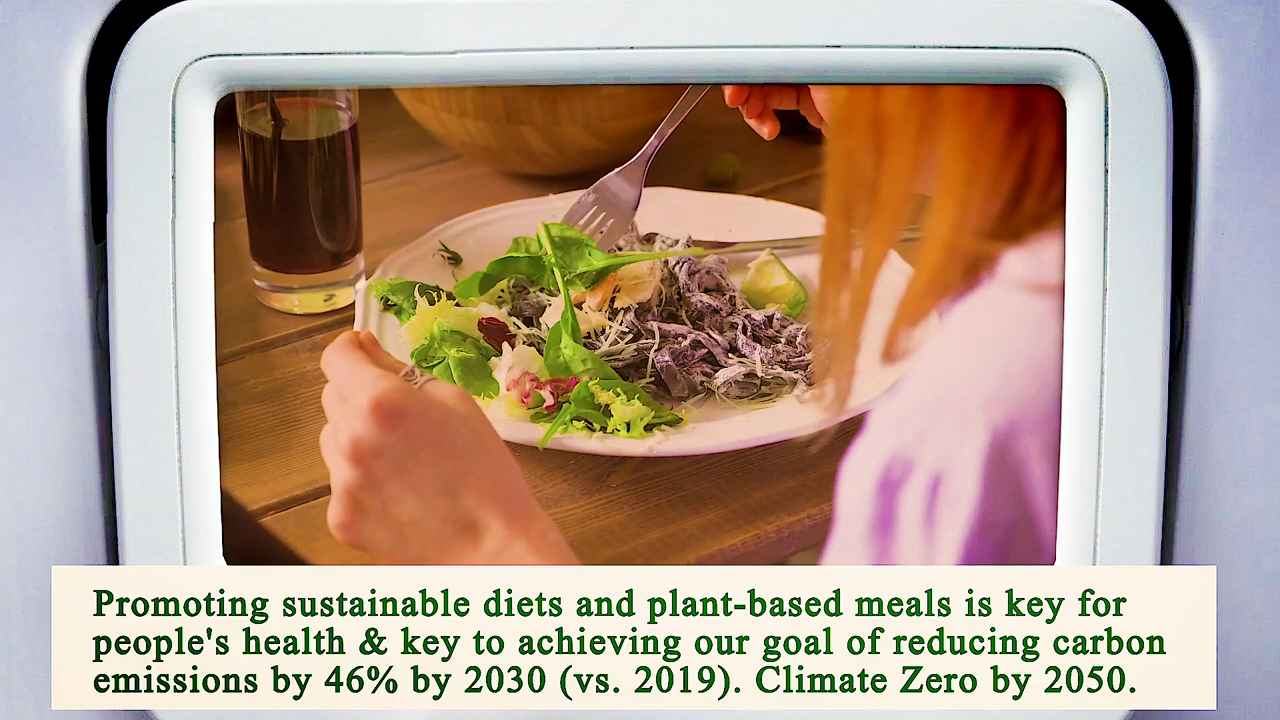 Promoting sustainable diets and plant-based meals is key for
people's health & key to achieving our goal of reducing carbon
emissions by 46% by 2030 (vs. 2019). Climate Zero by 2050.